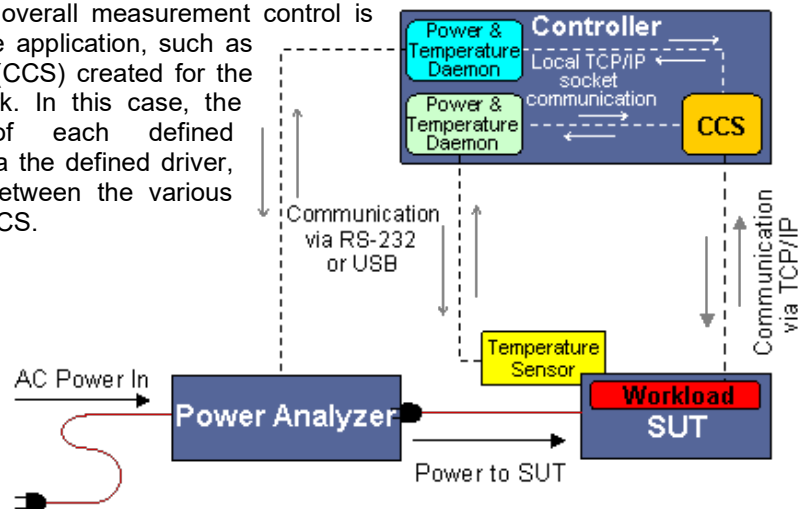 overall measurement control is
e application, such as
(CCS) created for the
k. In this case, the
of each defined
a the defined driver,
etween the various
CS.
Controller
Power &
Temperature
Daemon
Local TCP/IP
socket
communication
Power &
Temperature
Daemon
CCS
Communication
via RS-232
or USB
Communication
via TCP/IP
Temperature
Sensor
AC Power In
Power Analyzer
Workload
SUT
Power to SUT